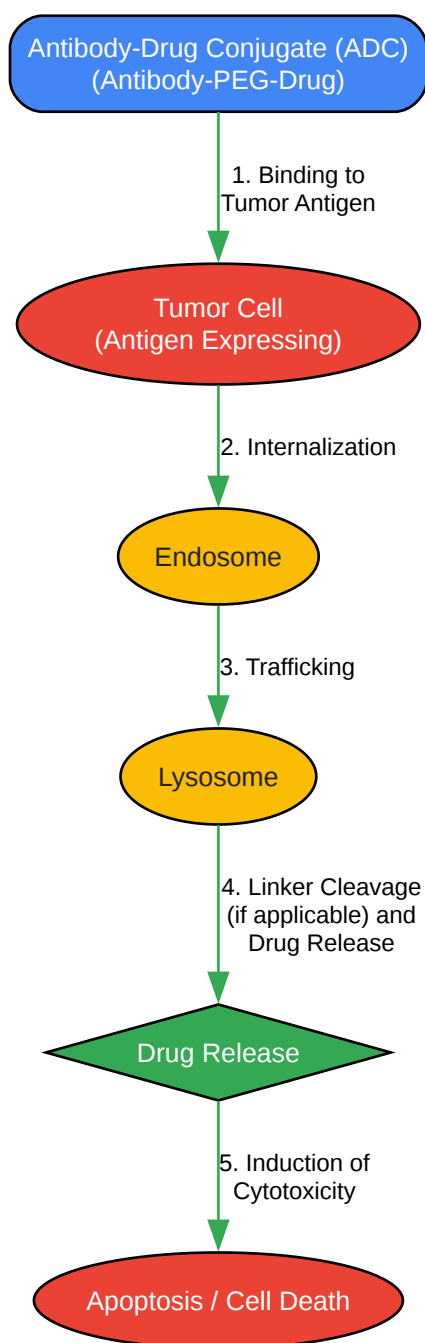 Antibody-Drug Conjugate (ADC)
(Antibody-PEG-Drug)
1. Binding to
Tumor Antigen
Tumor Cell
(Antigen Expressing)
2. Internalization
Endosome
3. Trafficking
Lysosome
4. Linker Cleavage
(if applicable) and
Drug Release
Drug Release
5. Induction of
Cytotoxicity
Apoptosis / Cell Death